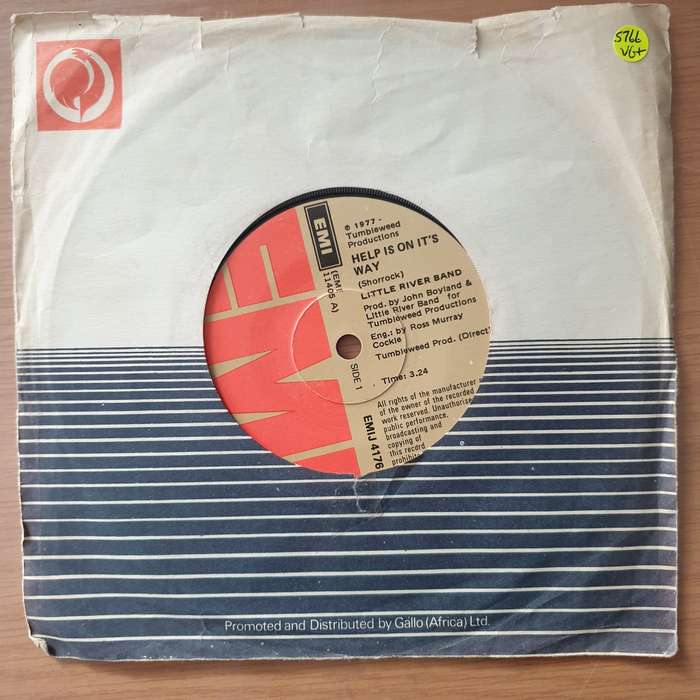 5766
VG+
EMI
EMI
(EMI
11405 A)
℗ 1977 -
Tumbleweed
Productions
HELP IS ON IT'S
WAY
(Shorrock)
LITTLE RIVER BAND
Prod. by John Boyland &
Little River Band for
Tumbleweed Productions
Eng.: by Ross Murray
Cockle
Tumbleweed Prod. (Direct)
Time: 3.24
SIDE 1
EMIJ 4176
All rights of the manufacturer
of the owner of the recorded
work reserved. Unauthorise
public performance,
broadcasting and
copying of
this record
prohibit
Promoted and Distributed by Gallo (Africa) Ltd.